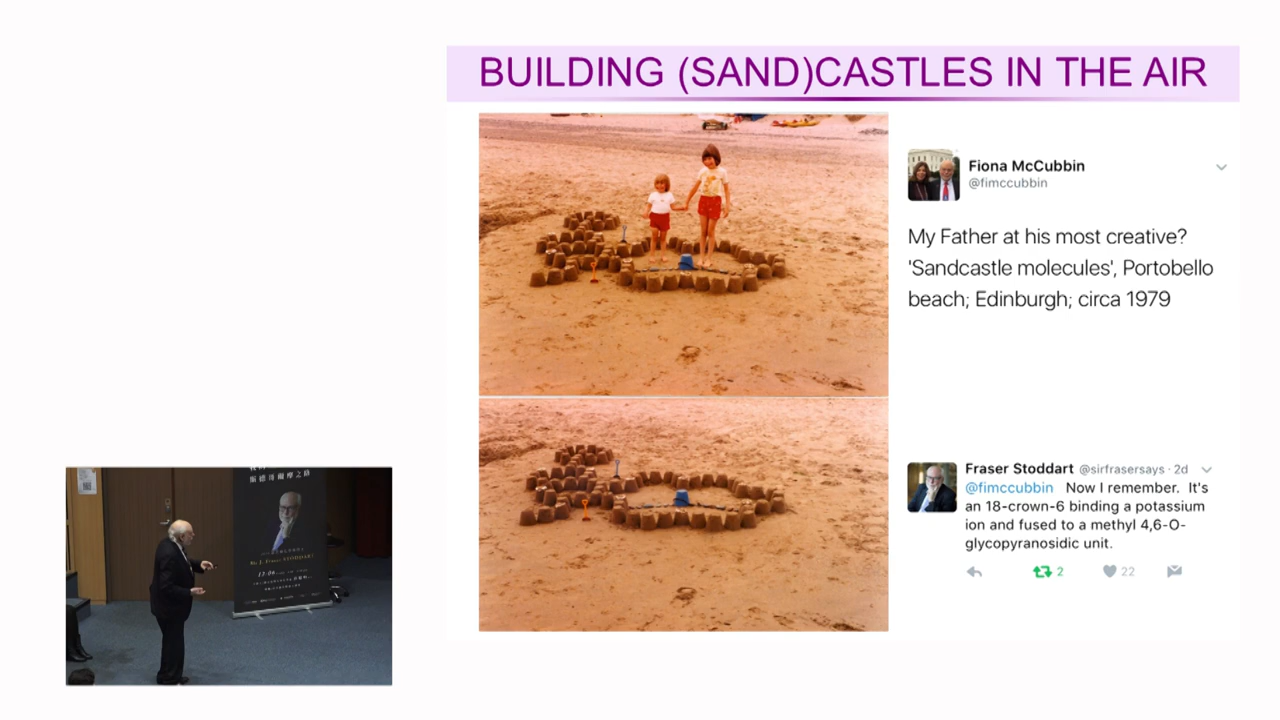 BUILDING (SAND)CASTLES IN THE AIR
Fiona McCubbin
@fimccubbin
My Father at his most creative?
'Sandcastle molecules', Portobello
beach; Edinburgh; circa 1979
Fraser Stoddart @sirfrasersays · 2d
@fimccubbin Now I remember. It's
an 18-crown-6 binding a potassium
ion and fused to a methyl 4,6-O-
glycopyranosidic unit.
2 22